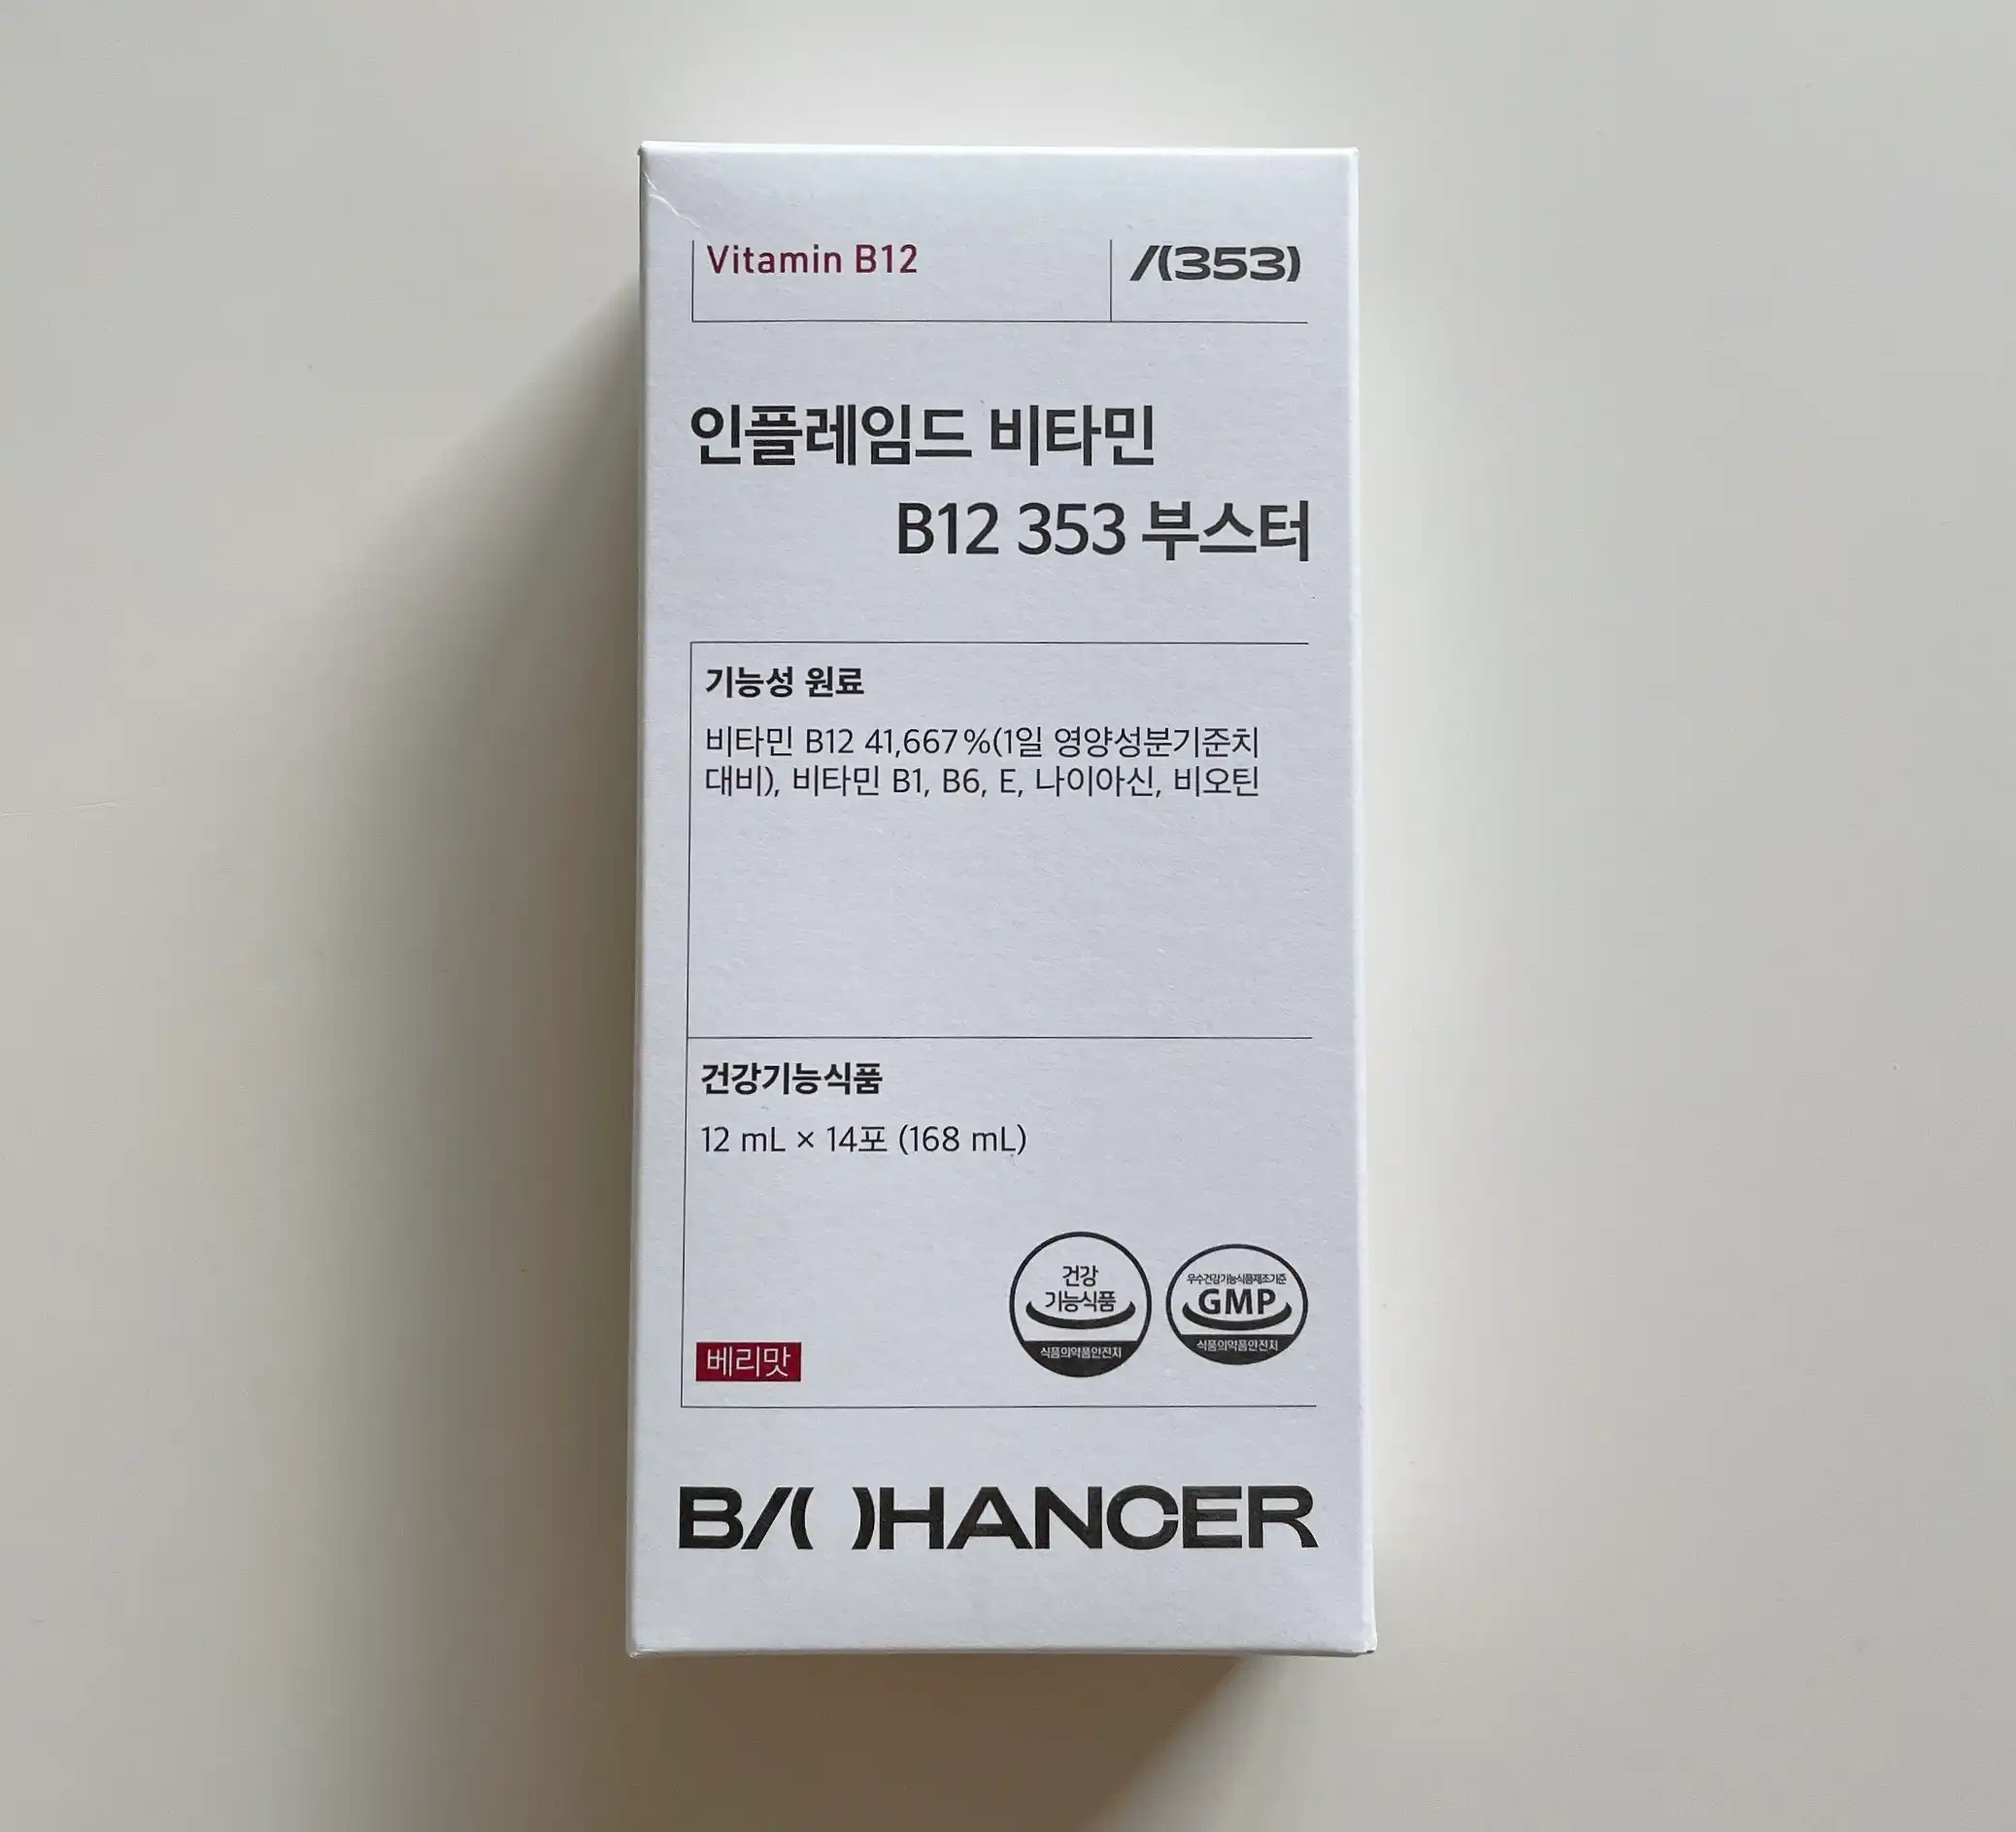 Vitamin B12
/(353)
인플레임드 비타민
B12 353 부스터
기능성 원료
비타민 B12 41,667%(1일 영양성분기준치
대비), 비타민 B1, B6, E, 나이아신, 비오틴
건강기능식품
12 mL × 14포 (168 mL)
건강
기능식품
식품의약품안전처
우수건강기능식품제조기준
GMP
식품의약품안전처
베리맛
B/( )HANCER